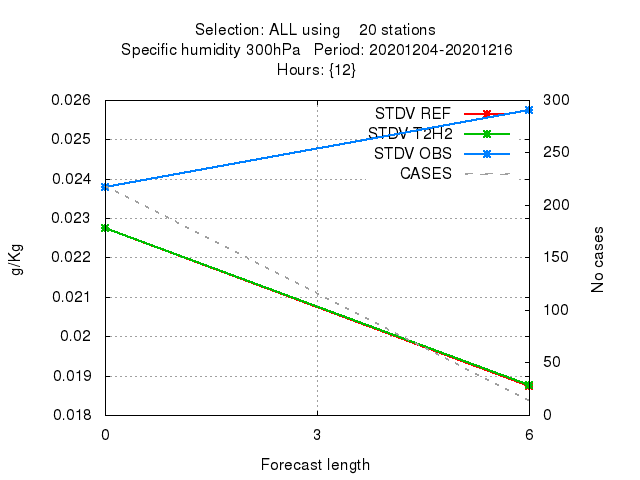 Selection: ALL using 20 stations
Specific humidity 300hPa Period: 20201204-20201216
Hours: {12}
0.026
0.025
0.024
0.023
0.022
0.021
0.02
0.019
0.018
g/Kg
STDV REF
STDV T2H2
STDV OBS
CASES
300
250
200
150
100
50
0
No cases
0 3 6
Forecast length